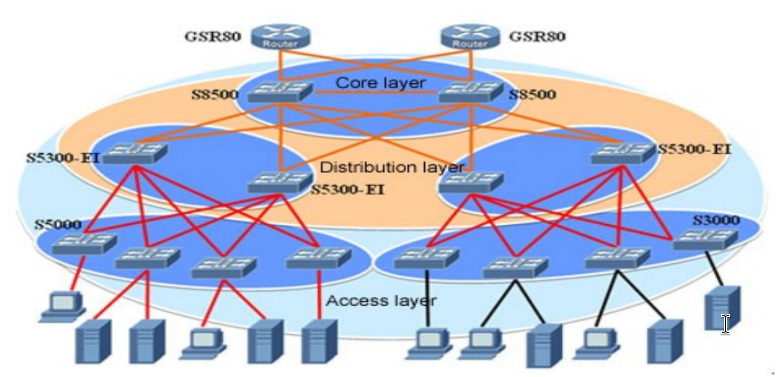 GSR80
Router
Router
GSR80
S8500
Core layer
S8500
S5300-EI
Distribution layer
S5300-EI
S5300-EI
S5000
S3000
Access layer